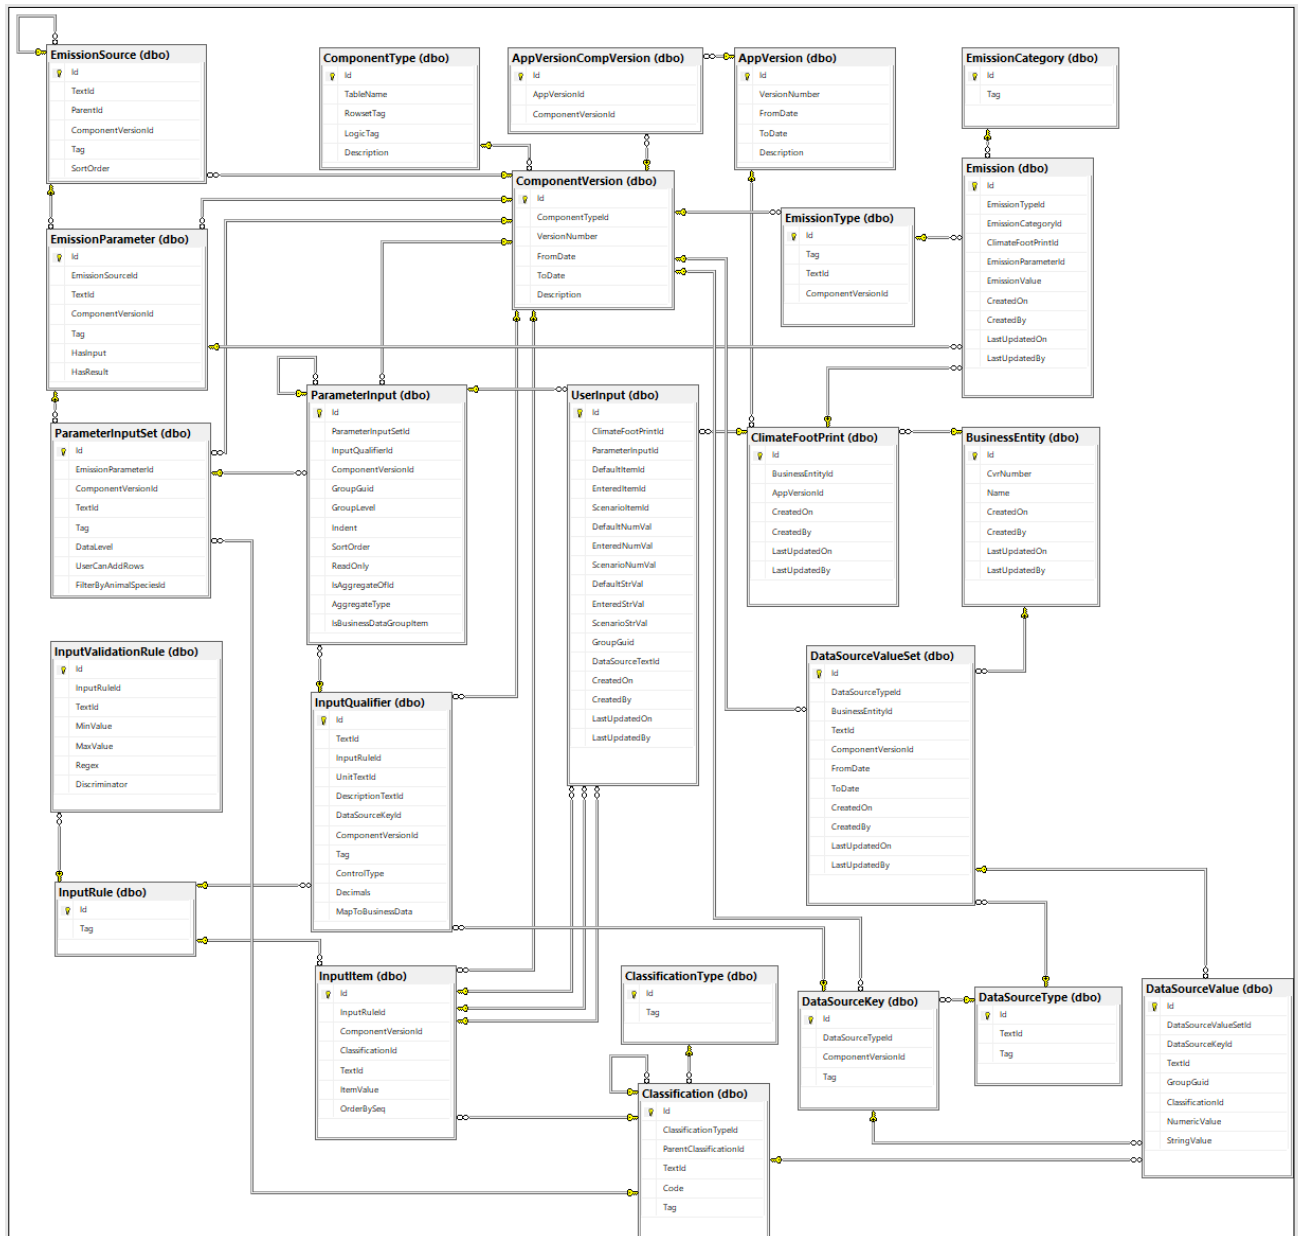 EmissionSource (dbo)
Id
TextId
ParentId
ComponentVersionId
Tag
SortOrder
ComponentType (dbo)
Id
TableName
RowsetTag
LogicTag
Description
AppVersionCompVersion (dbo)
Id
AppVersionId
ComponentVersionId
AppVersion (dbo)
Id
VersionNumber
FromDate
ToDate
Description
EmissionCategory (dbo)
Id
Tag
ComponentVersion (dbo)
Id
ComponentTypeId
VersionNumber
FromDate
ToDate
Description
EmissionType (dbo)
Id
Tag
TextId
ComponentVersionId
Emission (dbo)
Id
EmissionTypeId
EmissionCategoryId
ClimateFootPrintId
EmissionParameterId
EmissionValue
CreatedOn
CreatedBy
LastUpdatedOn
LastUpdatedBy
EmissionParameter (dbo)
Id
EmissionSourceId
TextId
ComponentVersionId
Tag
HasInput
HasResult
ParameterInputSet (dbo)
Id
EmissionParameterId
ComponentVersionId
TextId
Tag
DataLevel
UserCanAddRows
FilterByAnimalSpeciesId
ParameterInput (dbo)
Id
ParameterInputSetId
InputQualifierId
ComponentVersionId
GroupGuid
GroupLevel
Indent
SortOrder
ReadOnly
IsAggregateOfId
AggregateType
IsBusinessDataGroupItem
UserInput (dbo)
Id
ClimateFootPrintId
ParameterInputId
DefaultItemId
EnteredItemId
ScenarioItemId
DefaultNumVal
EnteredNumVal
ScenarioNumVal
DefaultStrVal
EnteredStrVal
ScenarioStrVal
GroupGuid
DataSourceTextId
CreatedOn
CreatedBy
LastUpdatedOn
LastUpdatedBy
ClimateFootPrint (dbo)
Id
BusinessEntityId
AppVersionId
CreatedOn
CreatedBy
LastUpdatedOn
LastUpdatedBy
BusinessEntity (dbo)
Id
CvrNumber
Name
CreatedOn
CreatedBy
LastUpdatedOn
LastUpdatedBy
InputValidationRule (dbo)
Id
InputRuleId
TextId
MinValue
MaxValue
Regex
Discriminator
InputQualifier (dbo)
Id
TextId
InputRuleId
UnitTextId
DescriptionTextId
DataSourceKeyId
ComponentVersionId
Tag
ControlType
Decimals
MapToBusinessData
DataSourceValueSet (dbo)
Id
DataSourceTypeId
BusinessEntityId
TextId
ComponentVersionId
FromDate
ToDate
CreatedOn
CreatedBy
LastUpdatedOn
LastUpdatedBy
InputRule (dbo)
Id
Tag
InputItem (dbo)
Id
InputRuleId
ComponentVersionId
ClassificationId
TextId
ItemValue
OrderBySeq
ClassificationType (dbo)
Id
Tag
DataSourceKey (dbo)
Id
DataSourceTypeId
ComponentVersionId
Tag
DataSourceType (dbo)
Id
TextId
Tag
DataSourceValue (dbo)
Id
DataSourceValueSetId
DataSourceKeyId
TextId
GroupGuid
ClassificationId
NumericValue
StringValue
Classification (dbo)
Id
ClassificationTypeId
ParentClassificationId
TextId
Code
Tag